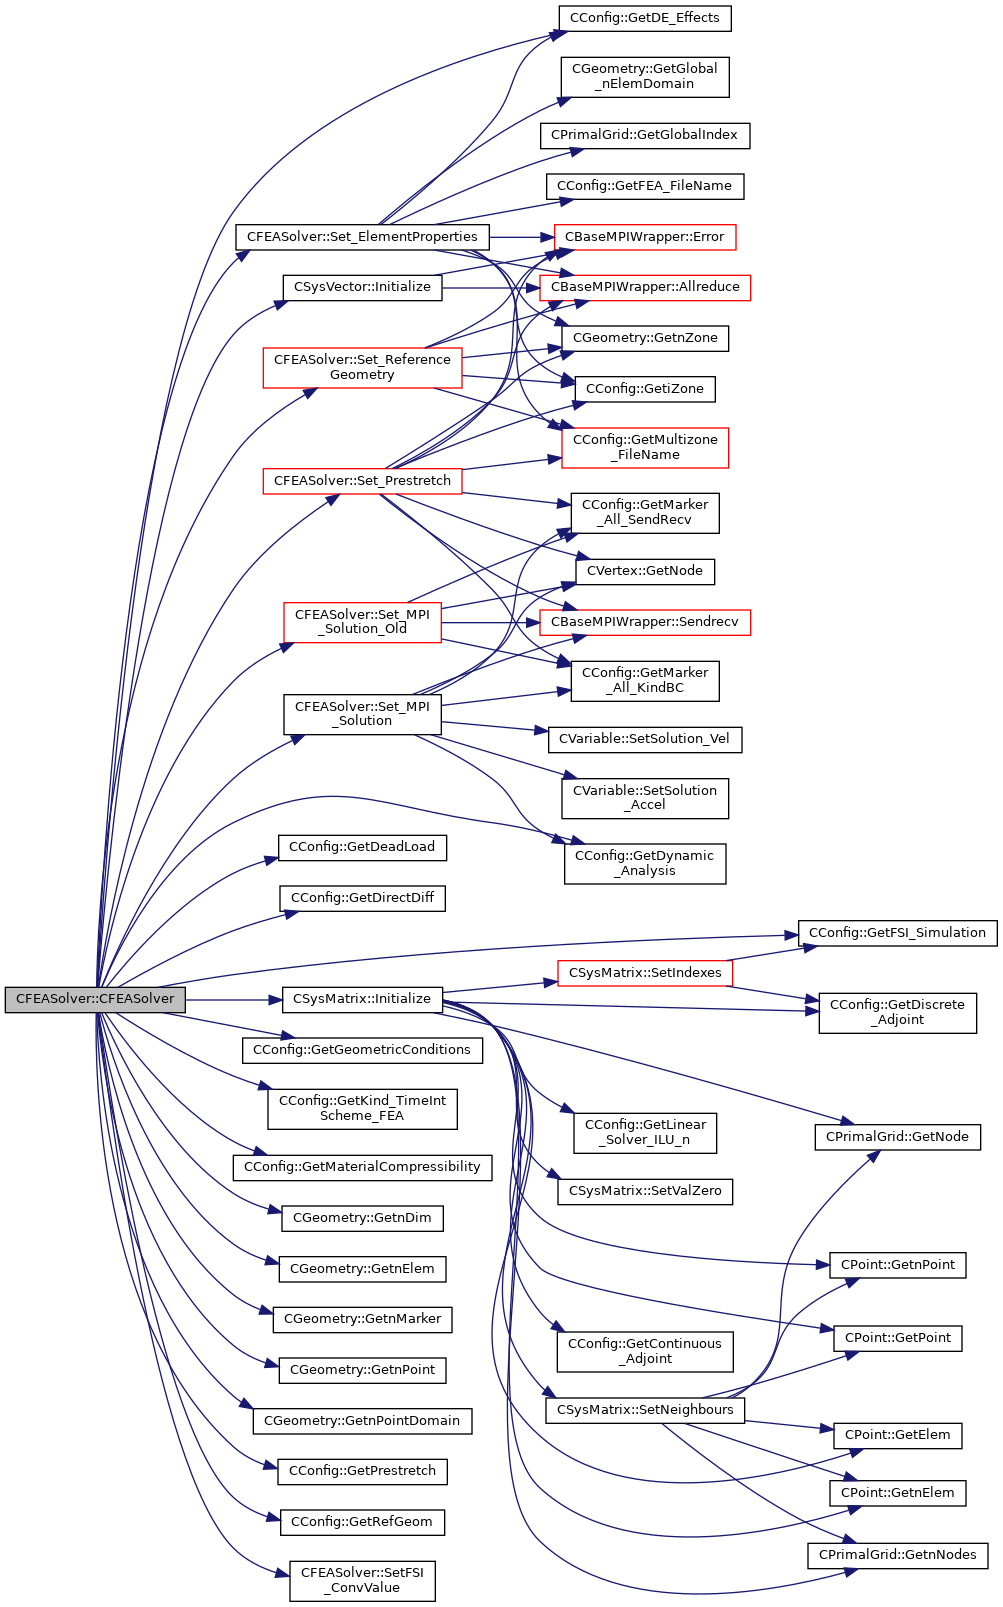 CConfig::GetDE_Effects
CGeometry::GetGlobal
_nElemDomain
CPrimalGrid::GetGlobalIndex
CConfig::GetFEA_FileName
CFEASolver::Set_ElementProperties
CBaseMPIWrapper::Error
CSysVector::Initialize
CBaseMPIWrapper::Allreduce
CGeometry::GetnZone
CFEASolver::Set_Reference
Geometry
CConfig::GetiZone
CConfig::GetMultizone
_FileName
CFEASolver::Set_Prestretch
CConfig::GetMarker
_All_SendRecv
CVertex::GetNode
CFEASolver::Set_MPI
_Solution_Old
CBaseMPIWrapper::Sendrecv
CConfig::GetMarker
_All_KindBC
CFEASolver::Set_MPI
_Solution
CVariable::SetSolution_Vel
CVariable::SetSolution
_Accel
CConfig::GetDeadLoad
CConfig::GetDynamic
_Analysis
CConfig::GetDirectDiff
CConfig::GetFSI_Simulation
CSysMatrix::SetIndexes
CFEASolver::CFEASolver
CSysMatrix::Initialize
CConfig::GetDiscrete
_Adjoint
CConfig::GetGeometricConditions
CConfig::GetKind_TimeInt
Scheme_FEA
CConfig::GetLinear
_Solver_ILU_n
CPrimalGrid::GetNode
CConfig::GetMaterialCompressibility
CSysMatrix::SetValZero
CGeometry::GetnDim
CGeometry::GetnElem
CPoint::GetnPoint
CGeometry::GetnMarker
CPoint::GetPoint
CConfig::GetContinuous
_Adjoint
CGeometry::GetnPoint
CSysMatrix::SetNeighbours
CGeometry::GetnPointDomain
CPoint::GetElem
CConfig::GetPrestretch
CPoint::GetnElem
CConfig::GetRefGeom
CPrimalGrid::GetnNodes
CFEASolver::SetFSI
_ConvValue